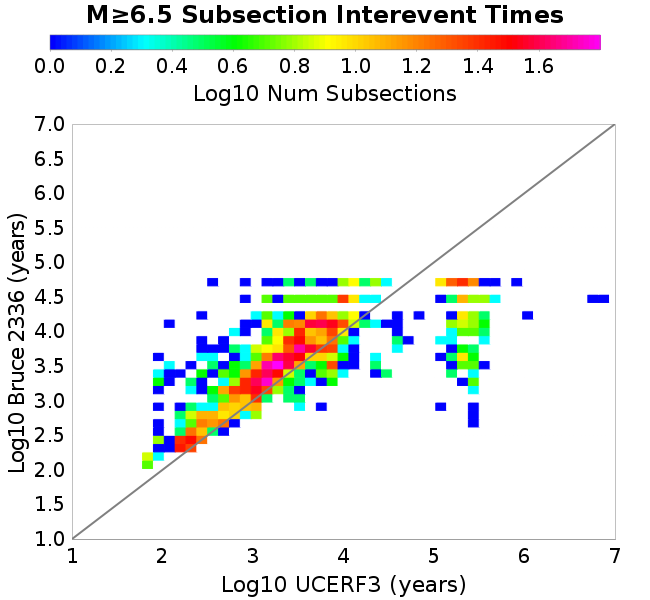 M≥6.5 Subsection Interevent Times
0.0 0.2 0.4 0.6 0.8 1.0 1.2 1.4 1.6
Log10 Num Subsections
7.0
6.5
6.0
5.5
5.0
4.5
4.0
3.5
3.0
2.5
2.0
1.5
1.0
Log10 Bruce 2336 (years)
1 2 3 4 5 6 7
Log10 UCERF3 (years)